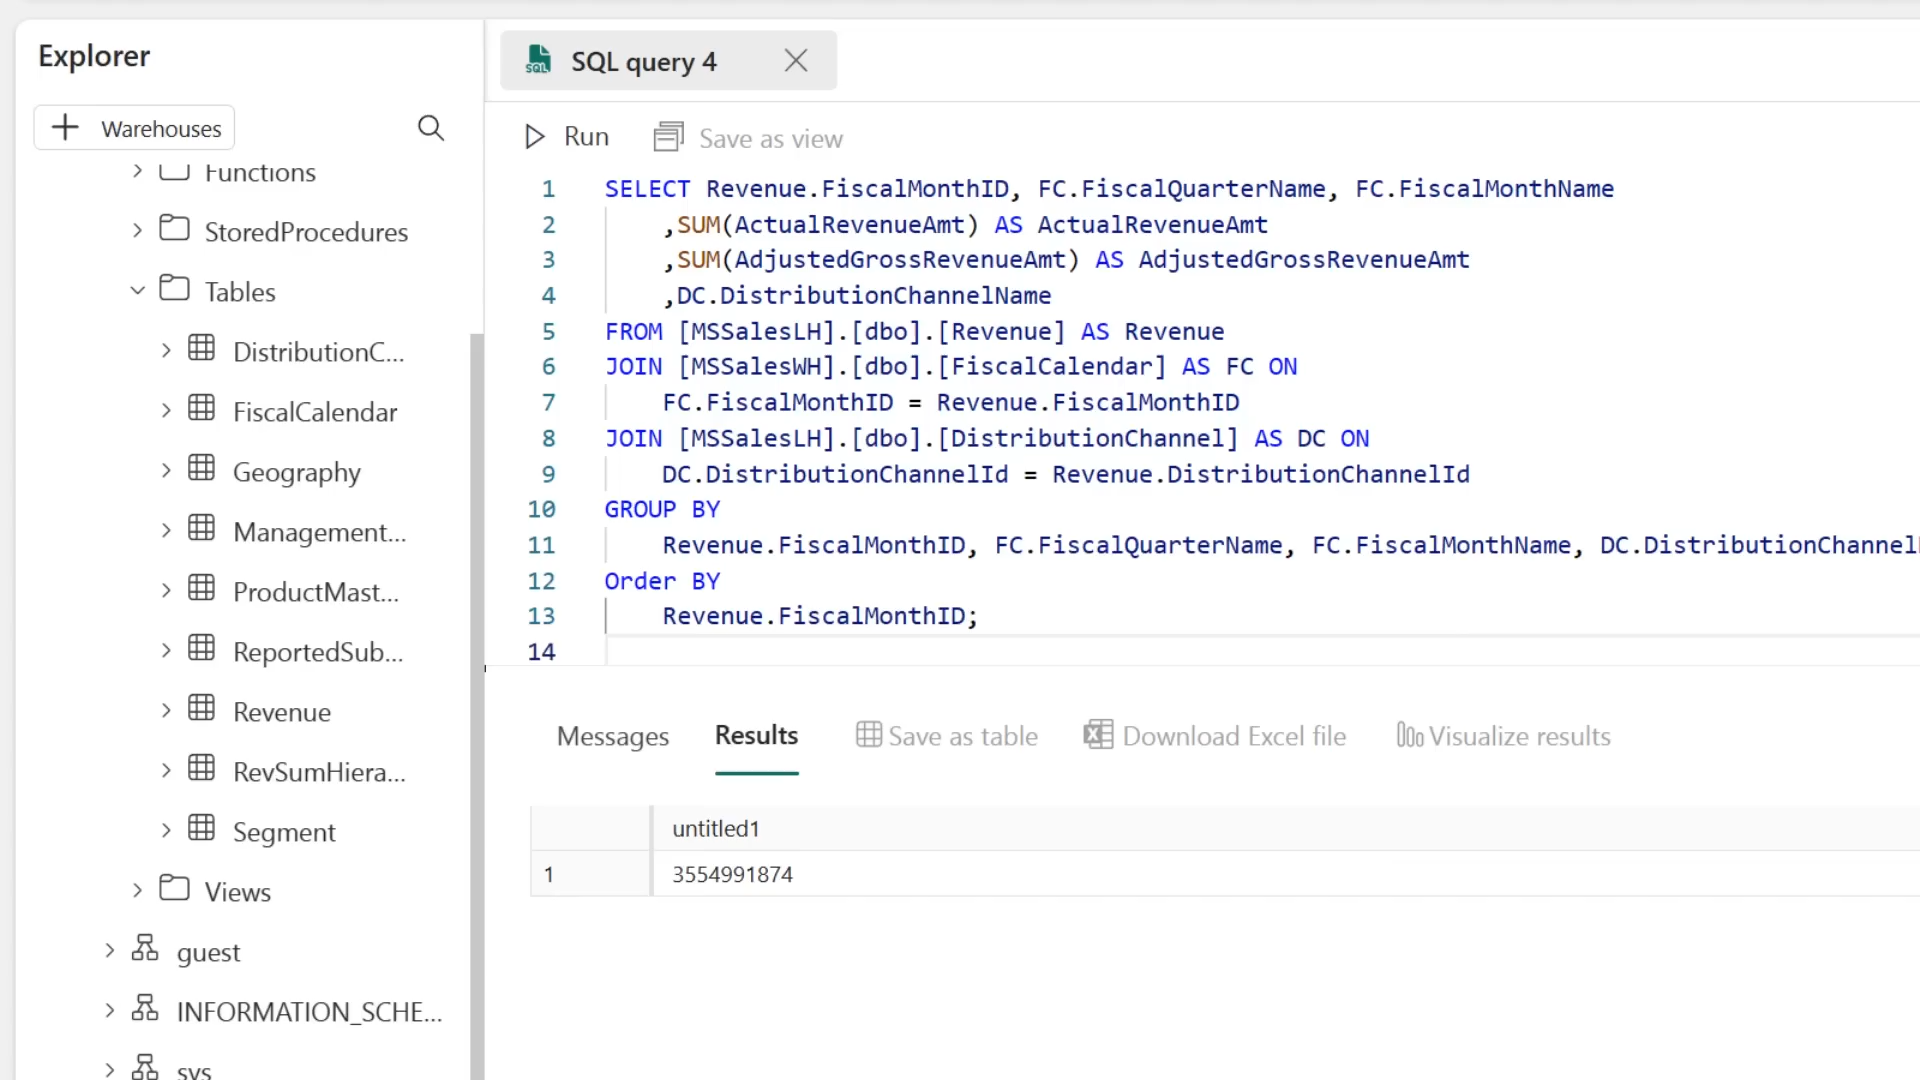 Explorer
Warehouses
Functions
StoredProcedures
Tables
DistributionC...
FiscalCalendar
Geography
Management...
ProductMast...
ReportedSub...
Revenue
RevSumHiera...
Segment
Views
guest
INFORMATION_SCHE...
sys
SQL
SQL query 4
Run
Save as view
1 SELECT Revenue.FiscalMonthID, FC.FiscalQuarterName, FC.FiscalMonthName
2 ,SUM(ActualRevenueAmt) AS ActualRevenueAmt
3 ,SUM(AdjustedGrossRevenueAmt) AS AdjustedGrossRevenueAmt
4 ,DC.DistributionChannelName
5 FROM [MSSalesLH].[dbo].[Revenue] AS Revenue
6 JOIN [MSSalesWH].[dbo].[FiscalCalendar] AS FC ON
7 FC.FiscalMonthID = Revenue.FiscalMonthID
8 JOIN [MSSalesLH].[dbo].[DistributionChannel] AS DC ON
9 DC.DistributionChannelId = Revenue.DistributionChannelId
10 GROUP BY
11 Revenue.FiscalMonthID, FC.FiscalQuarterName, FC.FiscalMonthName, DC.DistributionChannel
12 Order BY
13 Revenue.FiscalMonthID;
14
Messages Results Save as table Download Excel file Visualize results
untitled1
1 3554991874